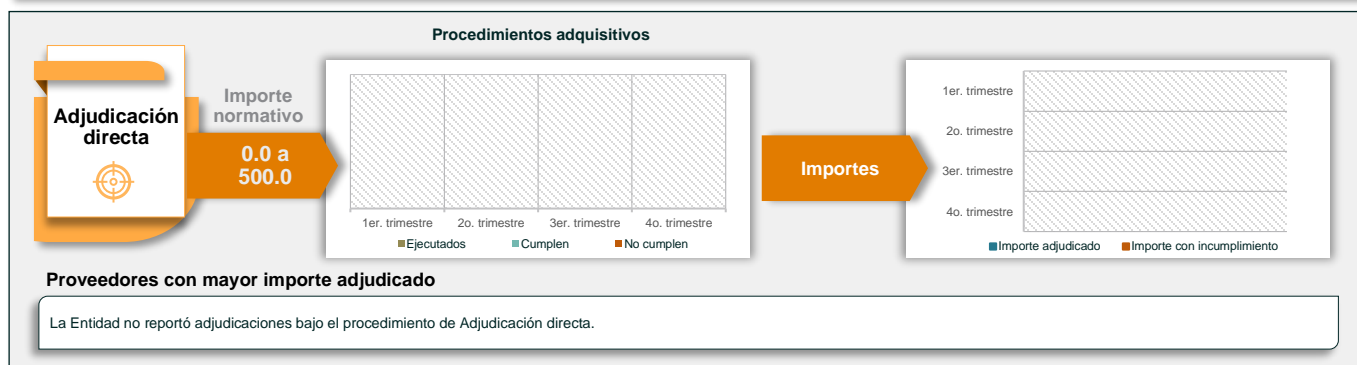 Procedimientos adquisitivos
Adjudicación
directa
Importe
normativo
0.0 a
500.0
1er. trimestre
2o. trimestre
3er. trimestre
4o. trimestre
Ejecutados
Cumplen
No cumplen
Importes
1er. trimestre
2o. trimestre
3er. trimestre
4o. trimestre
Importe adjudicado
Importe con incumplimiento
Proveedores con mayor importe adjudicado
La Entidad no reportó adjudicaciones bajo el procedimiento de Adjudicación directa.